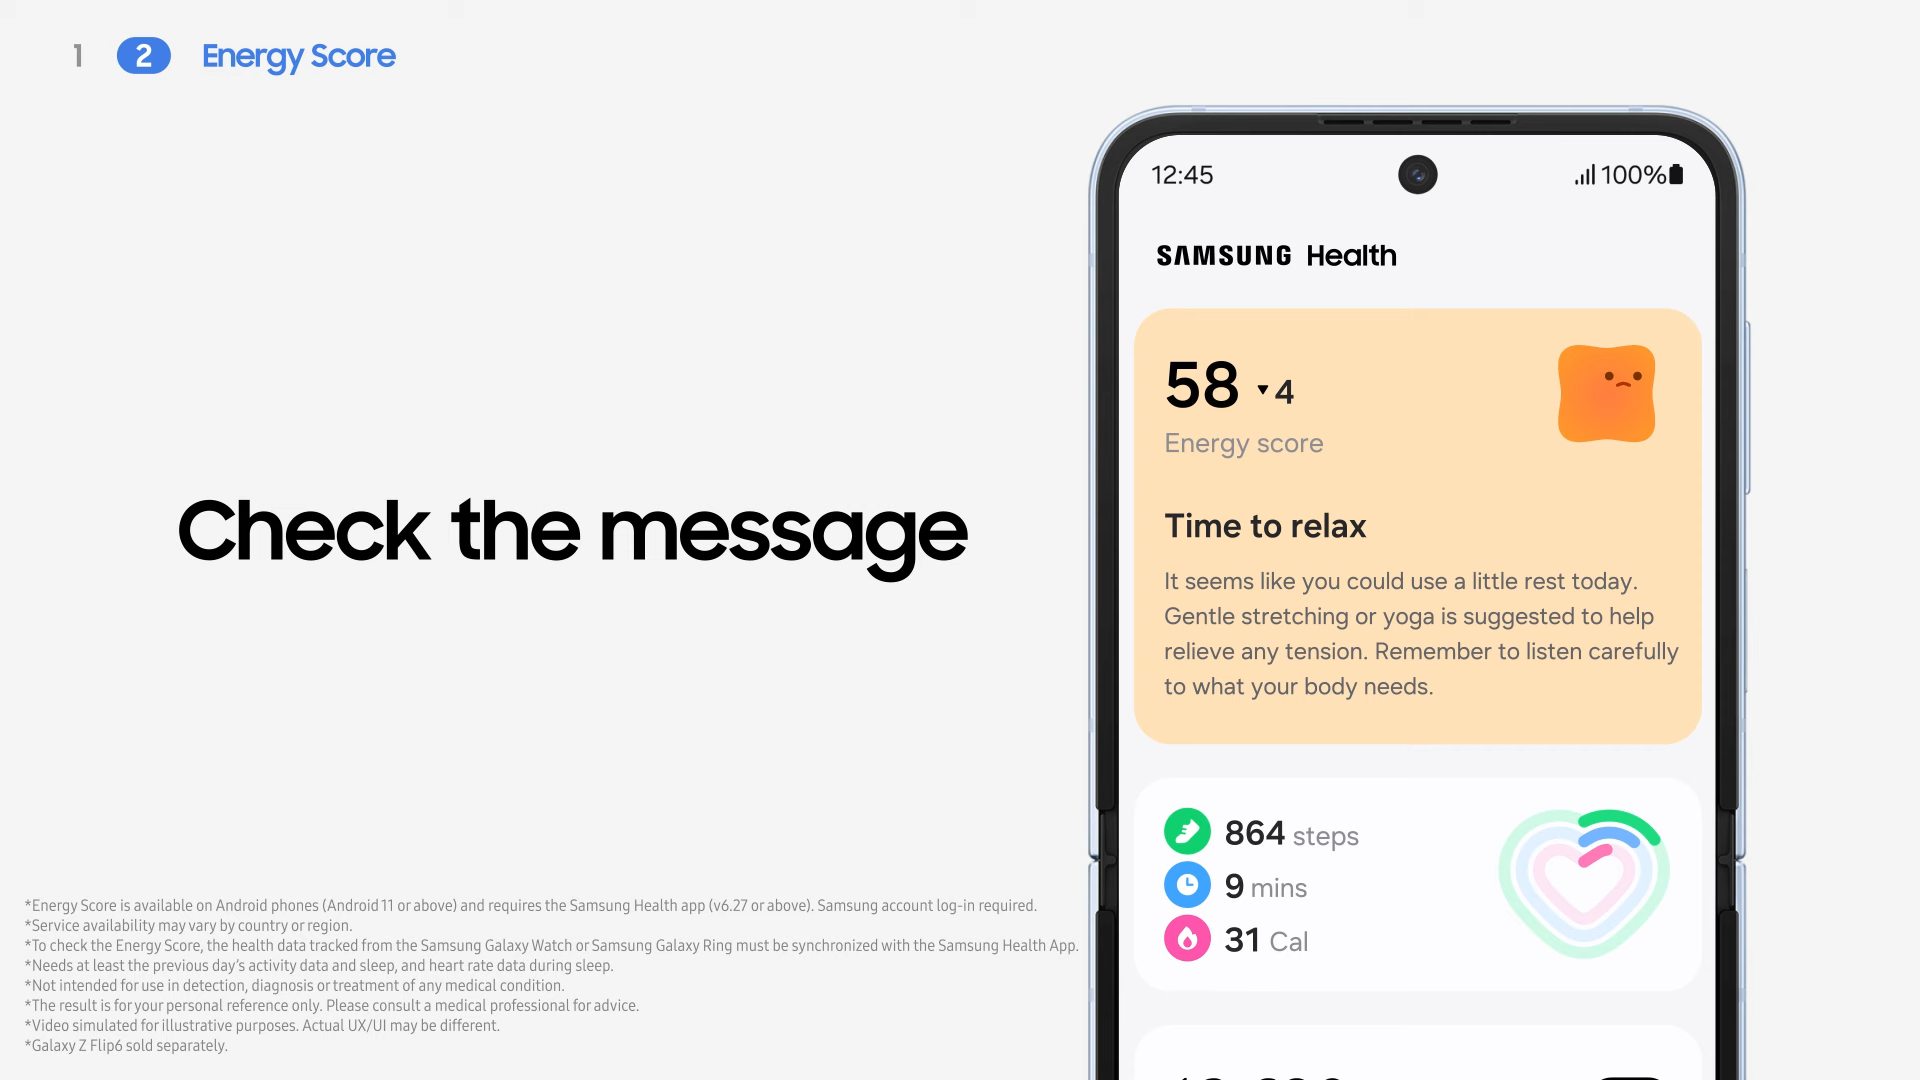 1 2 Energy Score
12:45 100%
SAMSUNG Health
58 ▼4
Energy score
Check the message
Time to relax
It seems like you could use a little rest today.
Gentle stretching or yoga is suggested to help
relieve any tension. Remember to listen carefully
to what your body needs.
864 steps
9 mins
31 Cal
*Energy Score is available on Android phones (Android 11 or above) and requires the Samsung Health app (v6.27 or above). Samsung account log-in required.
*Service availability may vary by country or region.
*To check the Energy Score, the health data tracked from the Samsung Galaxy Watch or Samsung Galaxy Ring must be synchronized with the Samsung Health App.
*Needs at least the previous day's activity data and sleep, and heart rate data during sleep.
*Not intended for use in detection, diagnosis or treatment of any medical condition.
*The result is for your personal reference only. Please consult a medical professional for advice.
*Video simulated for illustrative purposes. Actual UX/UI may be different.
*Galaxy Z Flip6 sold separately.